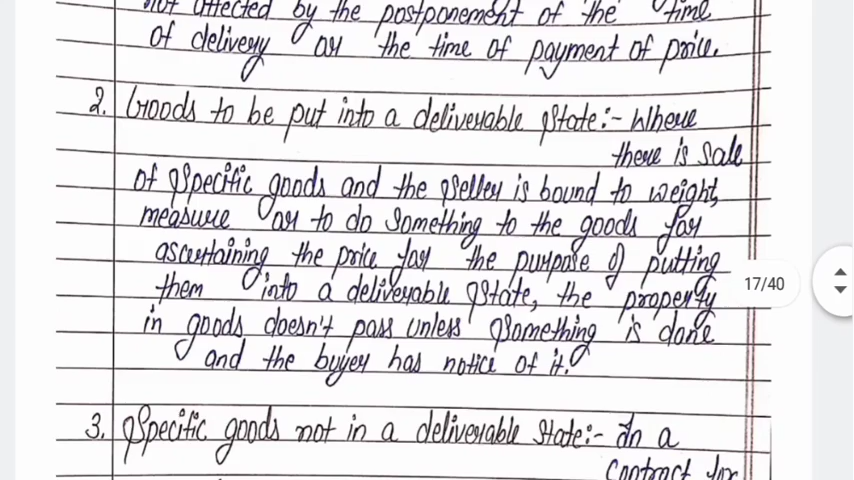 not affected by the postponement of the time
of delivery or the time of payment of price.
2. Goods to be put into a deliverable state:- Where
there is sale
of specific goods and the seller is bound to weight,
measure or to do something to the goods for
ascertaining the price for the purpose of putting
them into a deliverable state, the property
in goods doesn't pass unless something is done
and the buyer has notice of it.
17/40
3. Specific goods not in a deliverable state:- In a
contract for